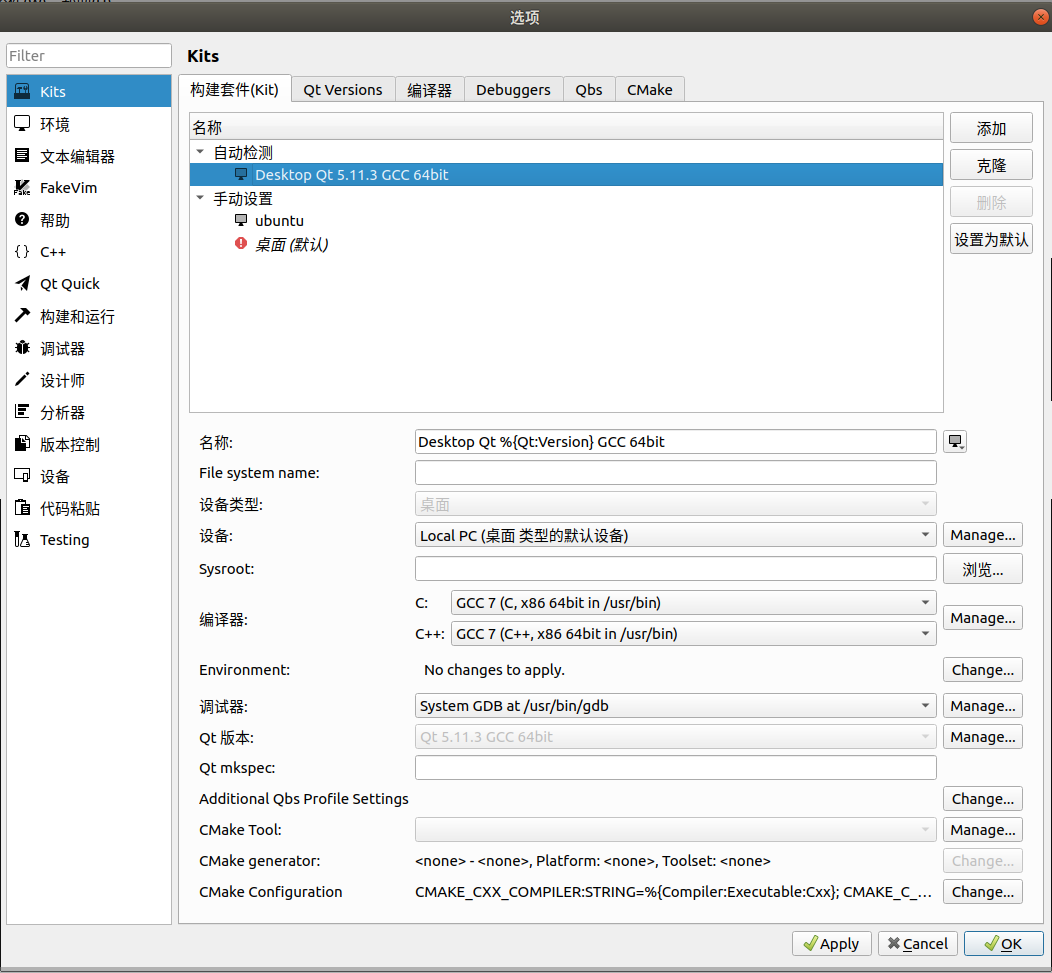 选项
Filter
Kits
环境
文本编辑器
FakeVim
帮助
C++
Qt Quick
构建和运行
调试器
设计师
分析器
版本控制
设备
代码粘贴
Testing
Kits
构建套件(Kit) Qt Versions 编译器 Debuggers Qbs CMake
名称
自动检测
Desktop Qt 5.11.3 GCC 64bit
手动设置
ubuntu
桌面 (默认)
添加
克隆
删除
设置为默认
名称: Desktop Qt %{Qt:Version} GCC 64bit
File system name:
设备类型: 桌面
设备: Local PC (桌面 类型的默认设备) Manage...
Sysroot: 浏览...
编译器: C: GCC 7 (C, x86 64bit in /usr/bin)
C++: GCC 7 (C++, x86 64bit in /usr/bin) Manage...
Environment: No changes to apply. Change...
调试器: System GDB at /usr/bin/gdb Manage...
Qt 版本: Qt 5.11.3 GCC 64bit Manage...
Qt mkspec:
Additional Qbs Profile Settings Change...
CMake Tool: Manage...
CMake generator: <none> - <none>, Platform: <none>, Toolset: <none> Change...
CMake Configuration CMAKE_CXX_COMPILER:STRING=%{Compiler:Executable:Cxx}; CMAKE_C_... Change...
Apply Cancel OK